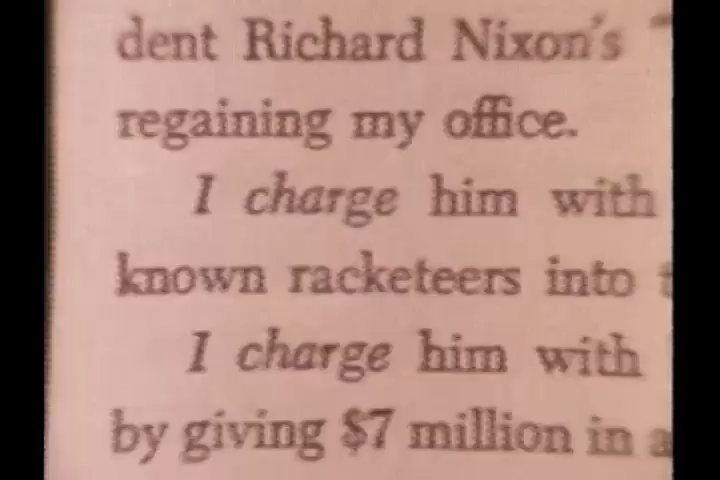 dent Richard Nixon's
regaining my office.
I charge him with
known racketeers into
I charge him with
by giving $7 million in a